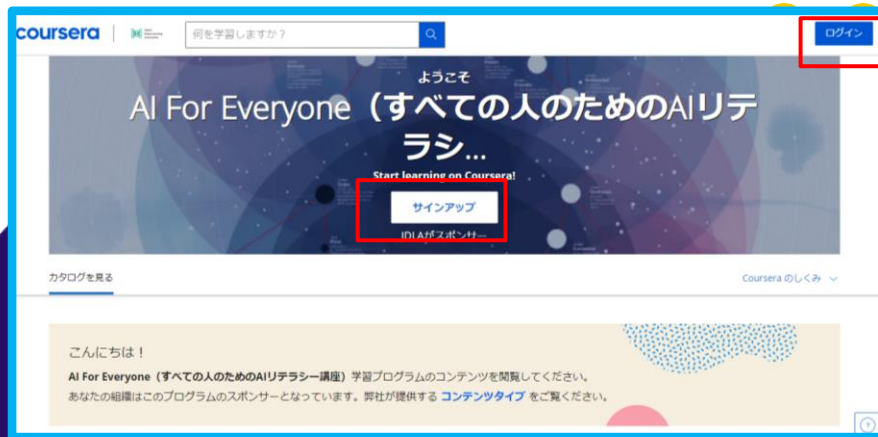 coursera
何を学習しますか？
ログイン
ようこそ
AI For Everyone（すべての人のためのAIリテ
ラシ...
Start learning on Coursera!
サインアップ
JDLAがスポンサー
カタログを見る
Coursera のしくみ
こんにちは！
AI For Everyone（すべての人のためのAIリテラシー講座）学習プログラムのコンテンツを閲覧してください。
あなたの組織はこのプログラムのスポンサーとなっています。弊社が提供する コンテンツタイプ をご覧ください。